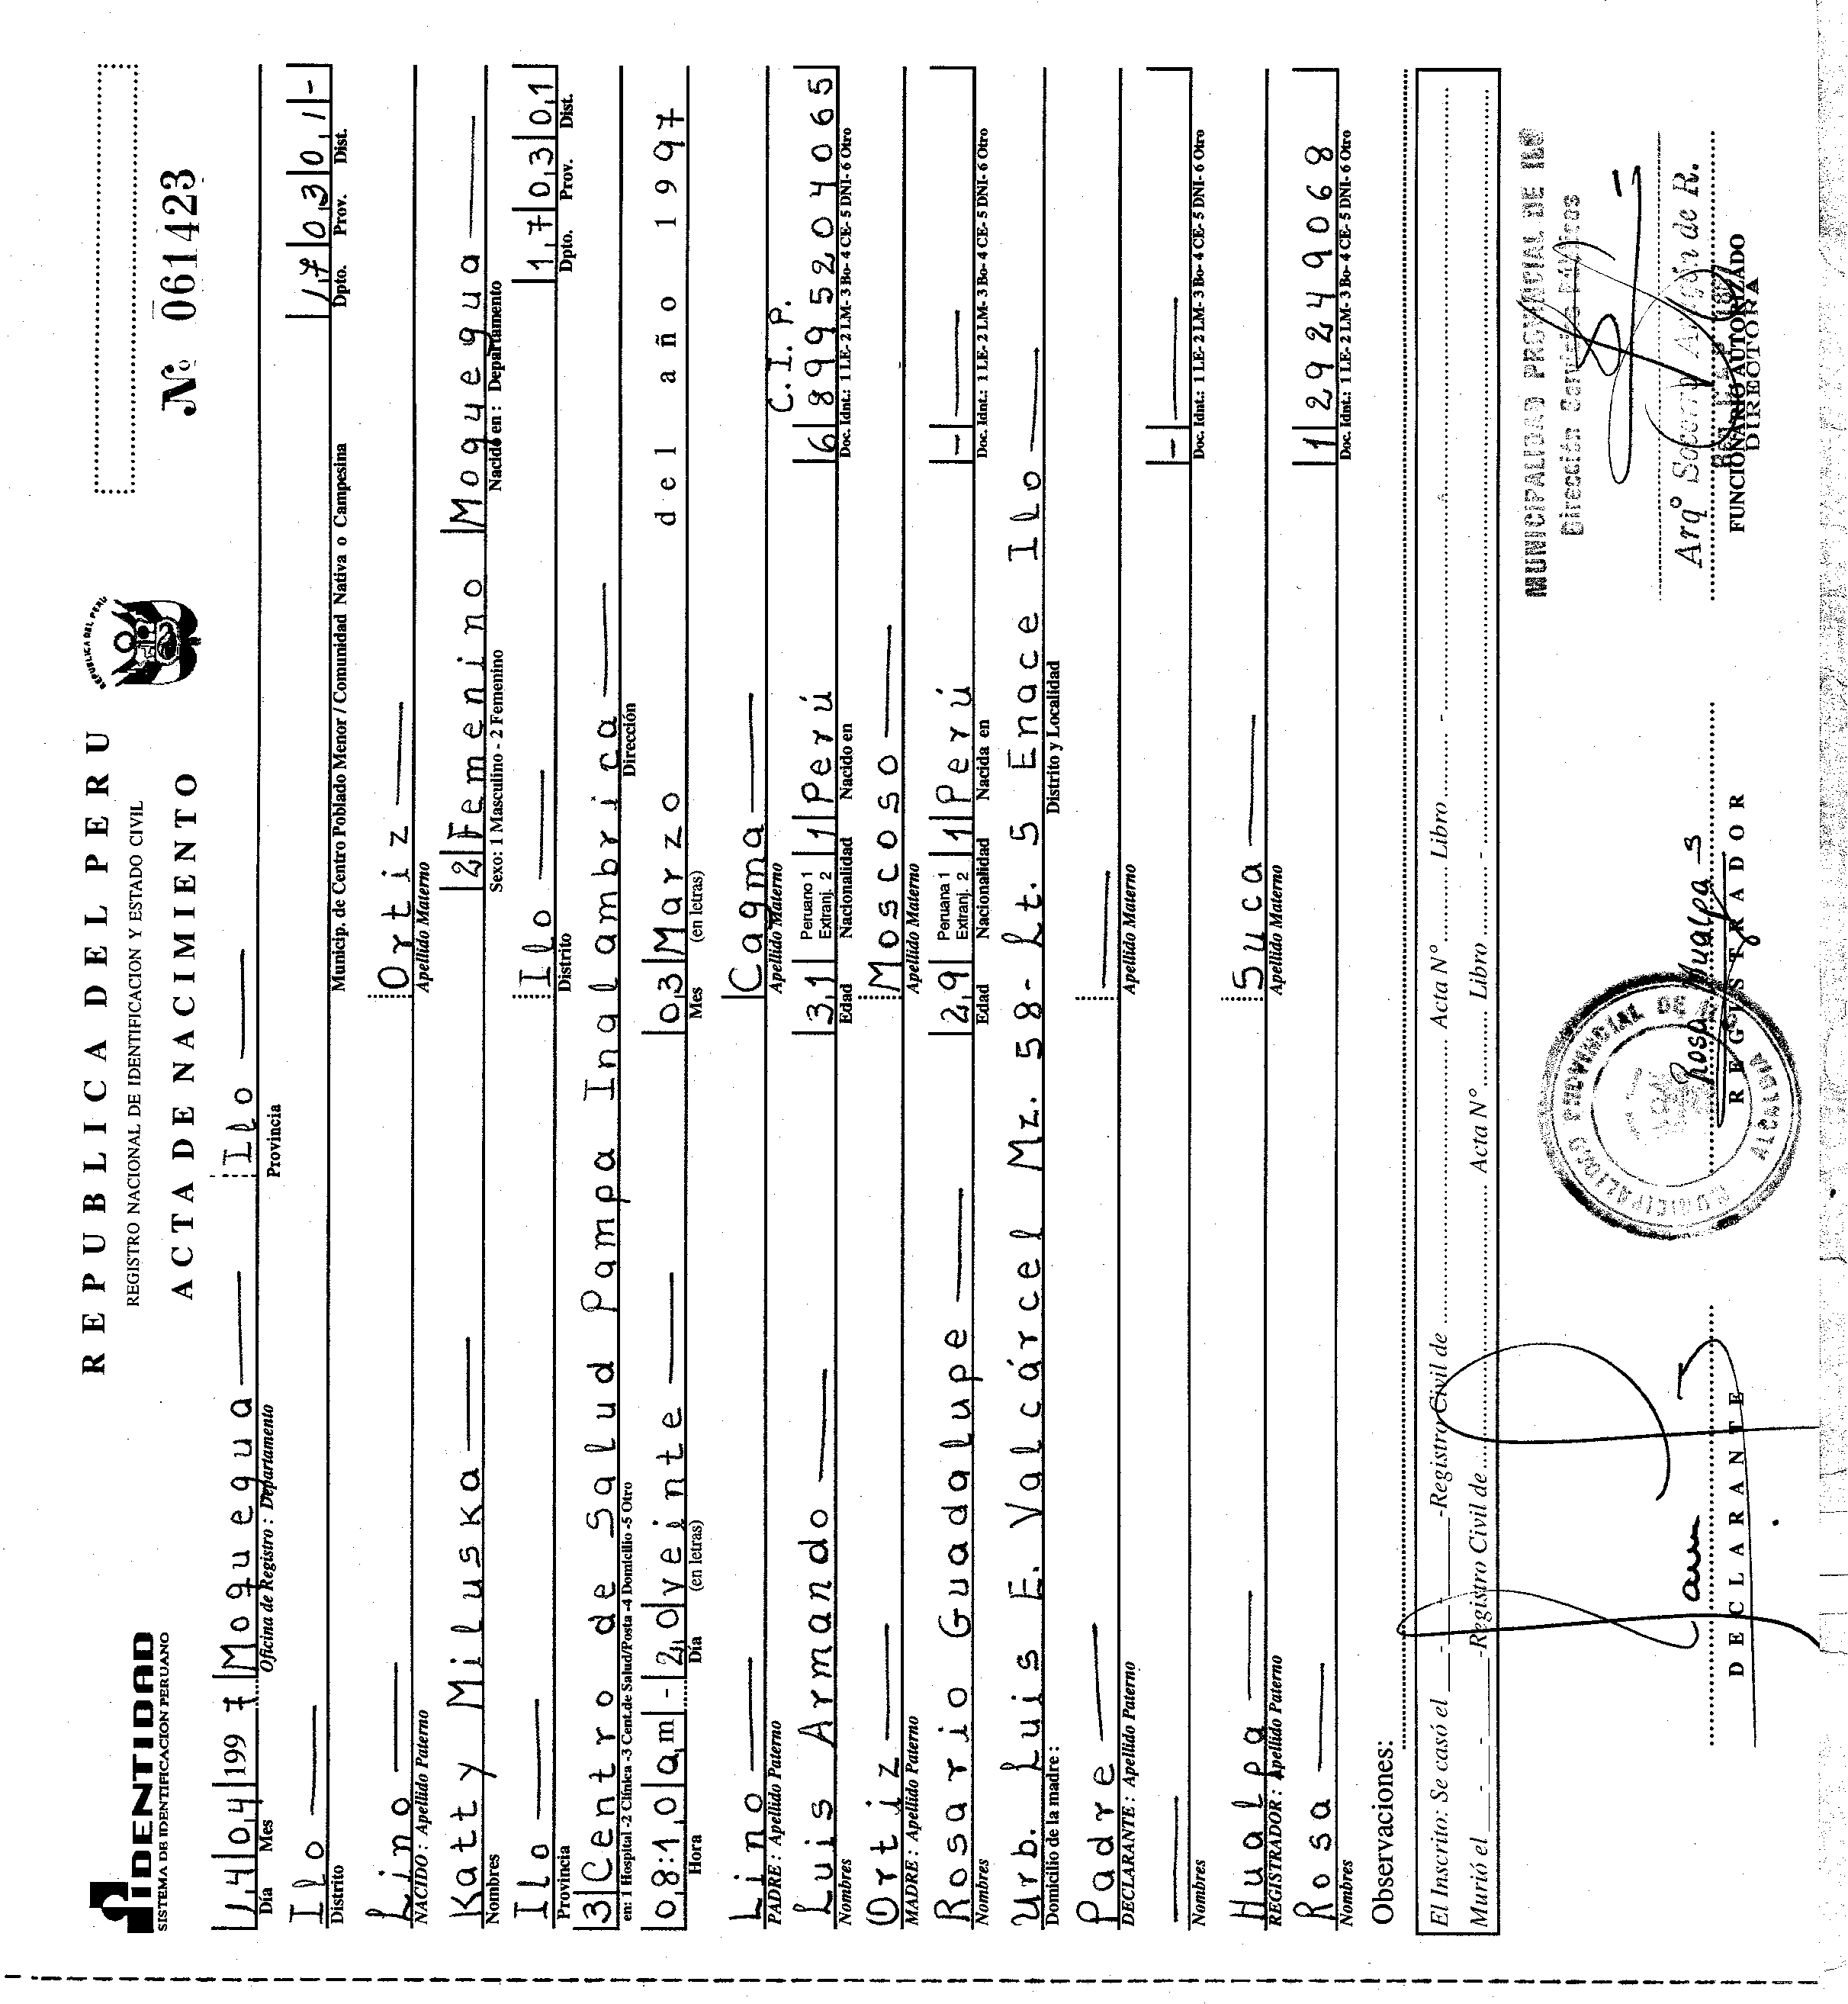 IDENTIDAD
SISTEMA DE IDENTIFICACION PERUANO
REPUBLICA DEL PERU
REPUBLICA DEL PERU
REGISTRO NACIONAL DE IDENTIFICACION Y ESTADO CIVIL
ACTA DE NACIMIENTO
Nº 061423
14 04 1997 Moquegua Ilo
Día Mes Oficina de Registro : Departamento Provincia
Ilo 17 03 01 -
Distrito Municip. de Centro Poblado Menor / Comunidad Nativa o Campesina Dpto. Prov. Dist.
Lino Ortiz
NACIDO : Apellido Paterno Apellido Materno
Katty Miluska 2 Femenino Moquegua
Nombres Sexo: 1 Masculino - 2 Femenino Nacido en : Departamento
Ilo Ilo 17 03 01
Provincia Distrito Dpto. Prov. Dist.
3 Centro de Salud Pampa Inalambrica
en: 1 Hospital -2 Clínica -3 Cent.de Salud/Posta -4 Domicilio -5 Otro Dirección
08:10 am - 20 veinte 03 Marzo del año 1997
Hora Día (en letras) Mes (en letras)
Lino Cagma C.I.P.
PADRE : Apellido Paterno Apellido Materno
Luis Armando 31 Peruano 1 Extranj. 2 1 Perú 6 8995204065
Nombres Edad Nacionalidad Nacido en Doc. Idnt.: 1 LE- 2 LM- 3 Bo- 4 CE- 5 DNI- 6 Otro
Ortiz Moscoso
MADRE : Apellido Paterno Apellido Materno
Rosario Guadalupe 29 Peruana 1 Extranj. 2 1 Perú -
Nombres Edad Nacionalidad Nacida en Doc. Idnt.: 1 LE- 2 LM- 3 Bo- 4 CE- 5 DNI- 6 Otro
Urb. Luis E. Valcárcel Mz. 58- Lt. 5 Enace Ilo
Domicilio de la madre : Distrito y Localidad
Padre
DECLARANTE : Apellido Paterno Apellido Materno
-
Nombres Doc. Idnt.: 1 LE- 2 LM- 3 Bo- 4 CE- 5 DNI- 6 Otro
Hualpa Suca
REGISTRADOR : Apellido Paterno Apellido Materno
Rosa 1 29249068
Nombres Doc. Idnt.: 1 LE- 2 LM- 3 Bo- 4 CE- 5 DNI- 6 Otro
Observaciones:
El Inscrito: Se casó el - - - Registro Civil de Acta Nº Libro -
Murió el - - - Registro Civil de Acta Nº Libro -
MUNICIPALIDAD PROVINCIAL DE ILO
Dirección Servicios Públicos
MUNICIPALIDAD PROVINCIAL DE ILO
ALCALDIA
Rosa Hualpa S
Arqº Socorro de R.
DECLARANTE
REGISTRADOR
FUNCIONARIO AUTORIZADO
DIRECTORA